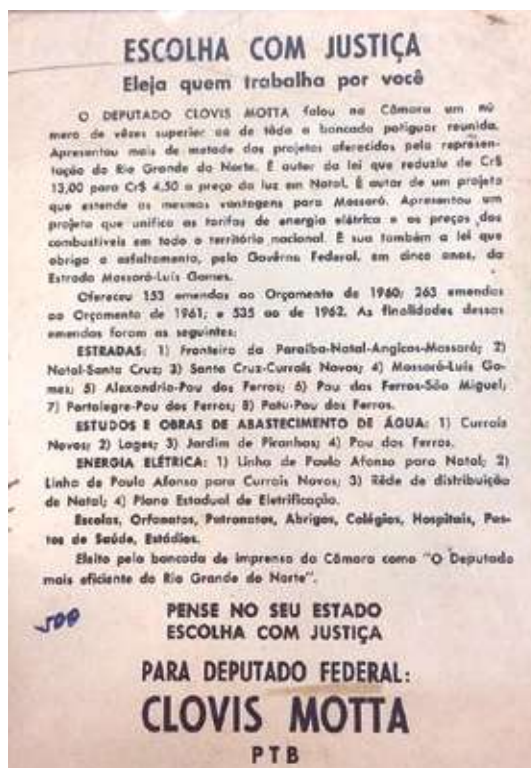 ESCOLHA COM JUSTIÇA
Eleja quem trabalha por você
O DEPUTADO CLOVIS MOTTA falou na Câmara um nú
mero de vêzes superior ao de tôda a bancada potiguar reunida.
Apresentou mais de metade dos projetos oferecidos pela represen-
tação do Rio Grande do Norte. É autor da lei que reduziu de Cr$
13,00 para Cr$ 4,50 o preço da luz em Natal. É autor de um projeto
que estende as mesmas vantagens para Mossoró. Apresentou um
projeto que unifica as tarifas de energia elétrica e os preços dos
combustíveis em todo o território nacional. É sua também a lei que
obriga o asfaltamento, pelo Govêrno Federal, em cinco anos, da
Estrada Mossoró-Luís Gomes.
Ofereceu 153 emendas ao Orçamento de 1960; 263 emendas
ao Orçamento de 1961; e 535 ao de 1962. As finalidades dessas
emendas foram as seguintes:
ESTRADAS: 1) Fronteira da Paraíba-Natal-Angicos-Mossoró; 2)
Natal-Santa Cruz; 3) Santa Cruz-Currais Novos; 4) Mossoró-Luís Go-
mes; 5) Alexandria-Pau dos Ferros; 6) Pau dos Ferros-São Miguel;
7) Portalegre-Pau dos Ferros; 8) Patu-Pau dos Ferros.
ESTUDOS E OBRAS DE ABASTECIMENTO DE ÁGUA: 1) Currais
Novos; 2) Lages; 3) Jardim de Piranhas; 4) Pau dos Ferros.
ENERGIA ELÉTRICA: 1) Linha de Paulo Afonso para Natal; 2)
Linha de Paulo Afonso para Currais Novos; 3) Rêde de distribuição
de Natal; 4) Plano Estadual de Eletrificação.
Escolas, Orfanatos, Patronatos, Abrigos, Colégios, Hospitais, Pos-
tos de Saúde, Estádios.
Eleito pela bancada de imprensa da Câmara como "O Deputado
mais eficiente do Rio Grande do Norte".
500
PENSE NO SEU ESTADO
ESCOLHA COM JUSTIÇA
PARA DEPUTADO FEDERAL:
CLOVIS MOTTA
PTB